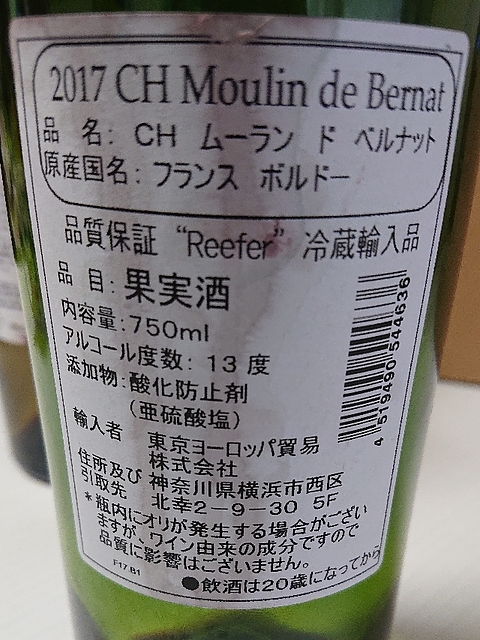 2017 CH Moulin de Bernat
品 名: CH ムーラン ド ベルナット
原産国名: フランス ボルドー
品質保証 “Reefer” 冷蔵輸入品
品目: 果実酒
内容量:750ml
アルコール度数: 13 度
添加物:酸化防止剤
(亜硫酸塩)
輸入者 東京ヨーロッパ貿易
株式会社
住所及び 神奈川県横浜市西区
引取先 北幸2-9-30 5F
*瓶内にオリが発生する場合がござい
ますが、ワイン由来の成分ですので
品質に影響はございません。
F17.B1
●飲酒は20歳になってから
4 519490 544636